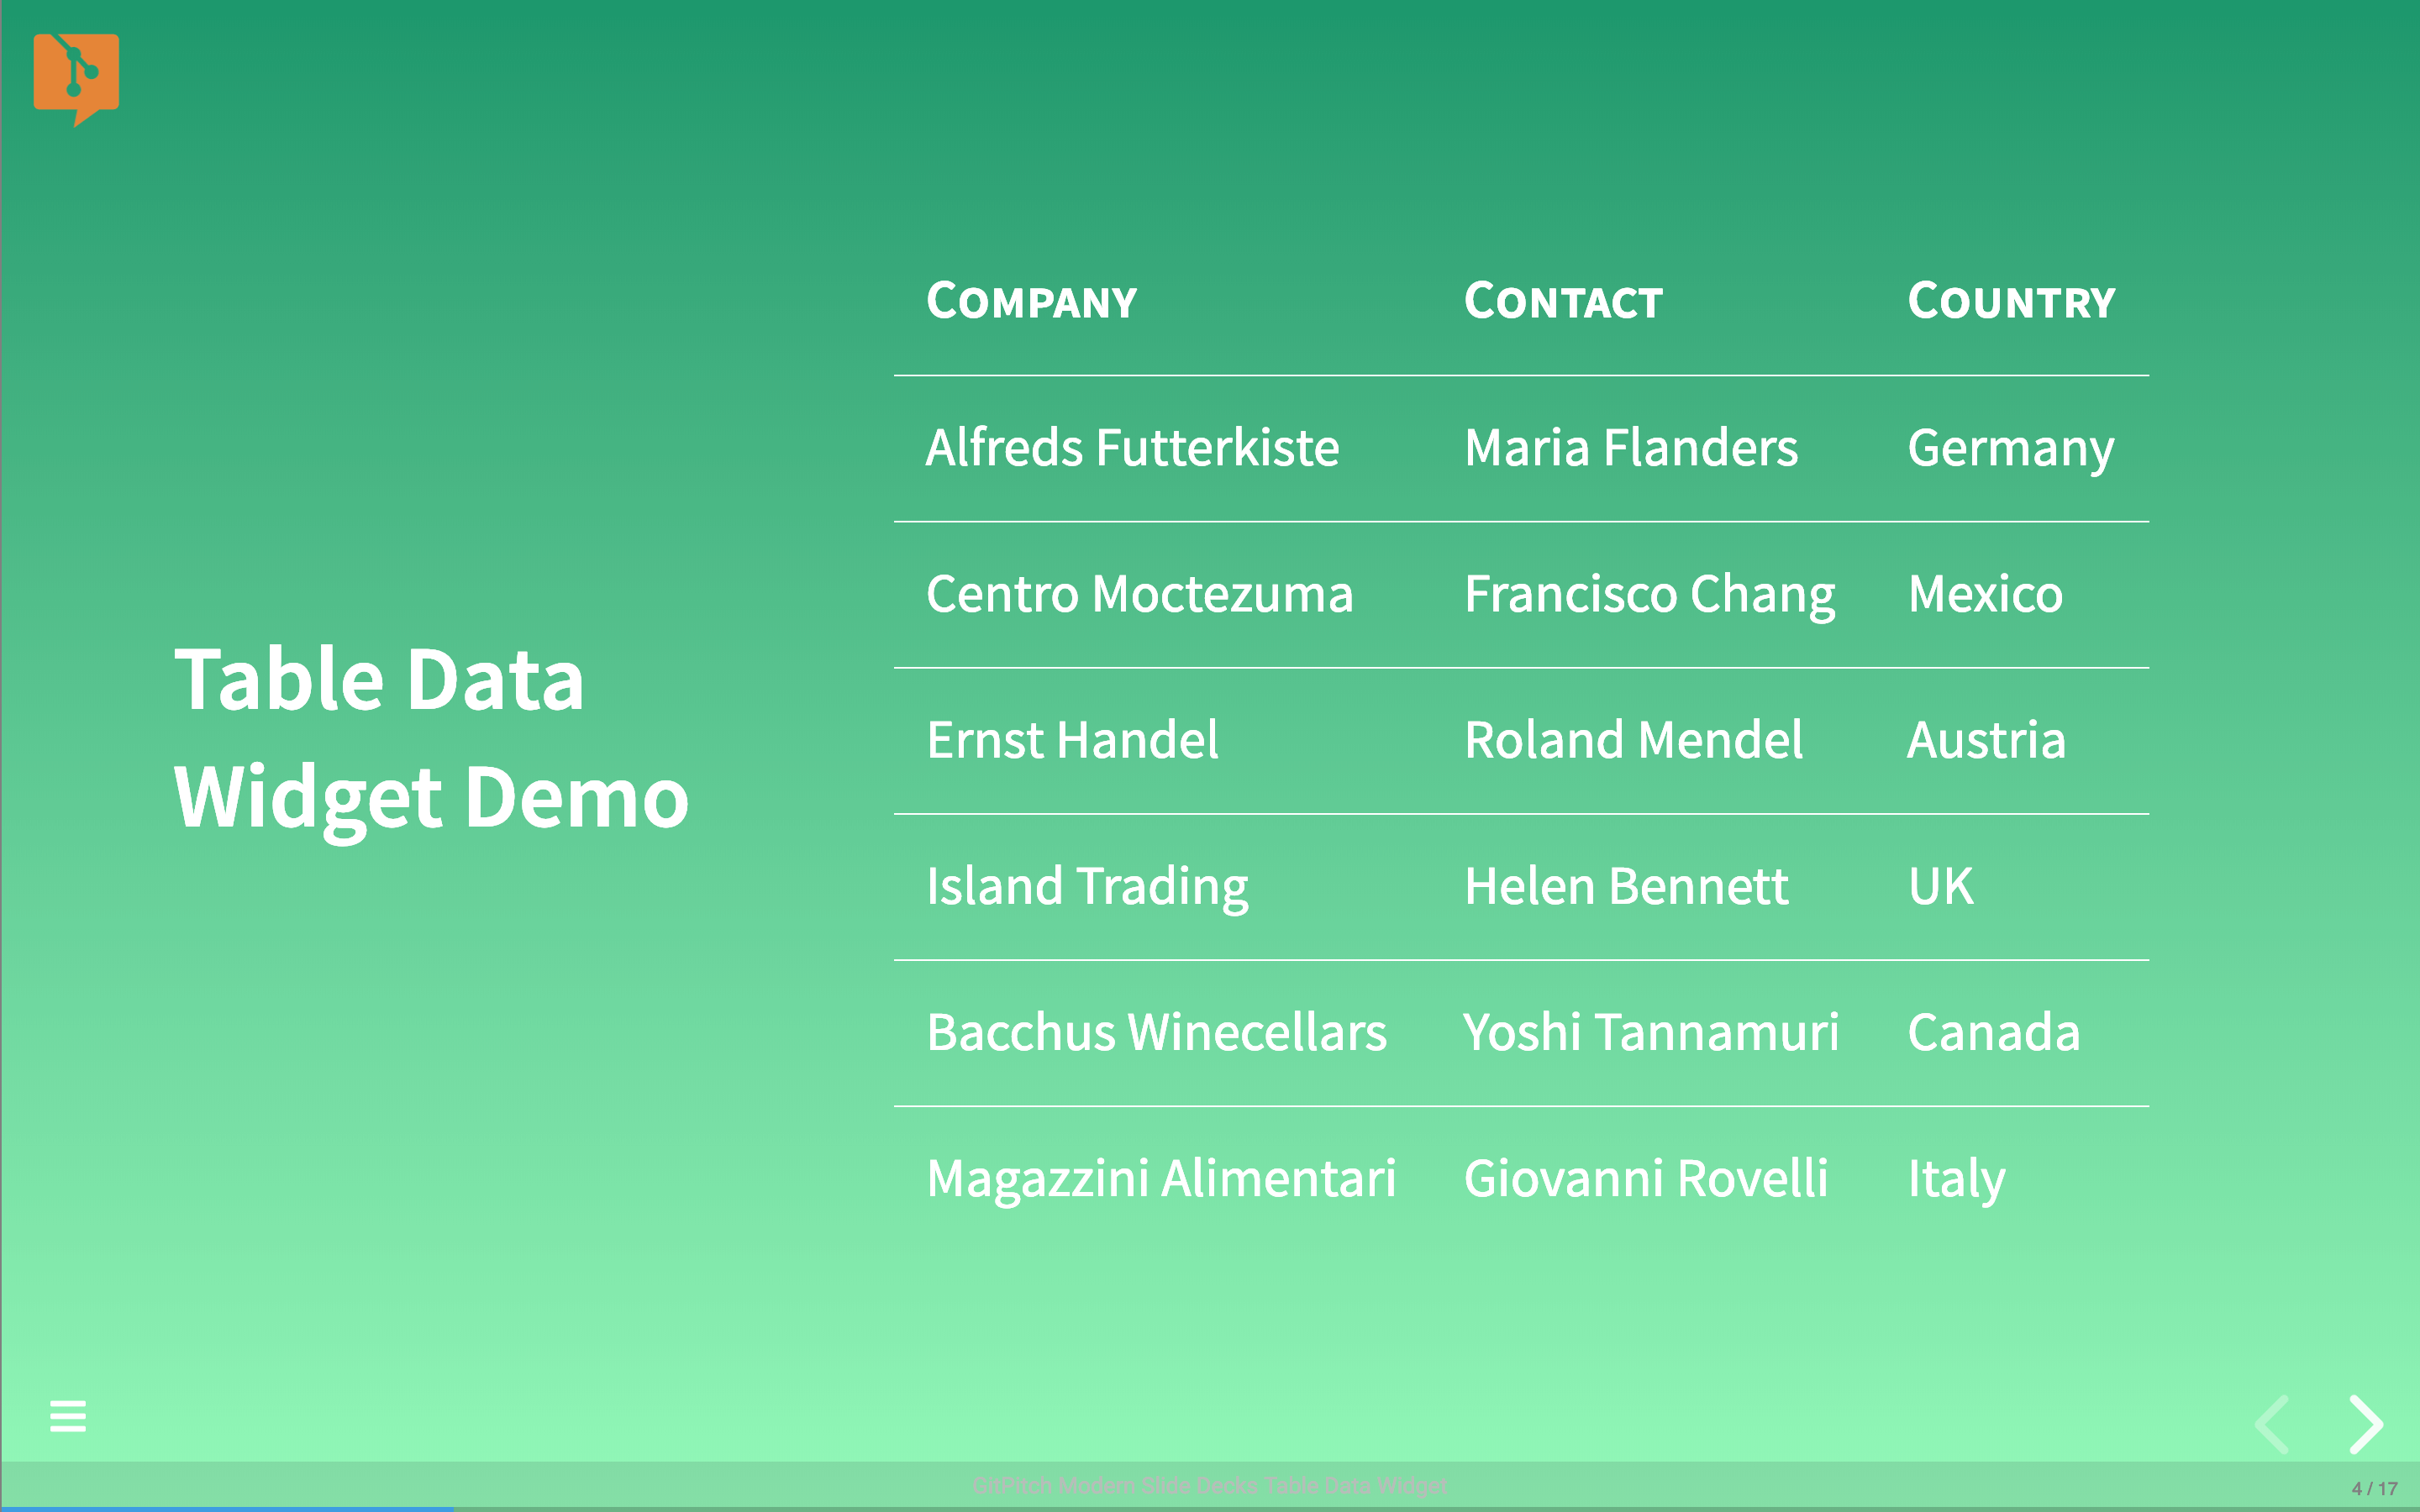 Table Data
Widget Demo
Company Contact Country
Alfreds Futterkiste Maria Flanders Germany
Centro Moctezuma Francisco Chang Mexico
Ernst Handel Roland Mendel Austria
Island Trading Helen Bennett UK
Bacchus Winecellars Yoshi Tannamuri Canada
Magazzini Alimentari Giovanni Rovelli Italy
GitPitch Modern Slide Decks Table Data Widget
4 / 17